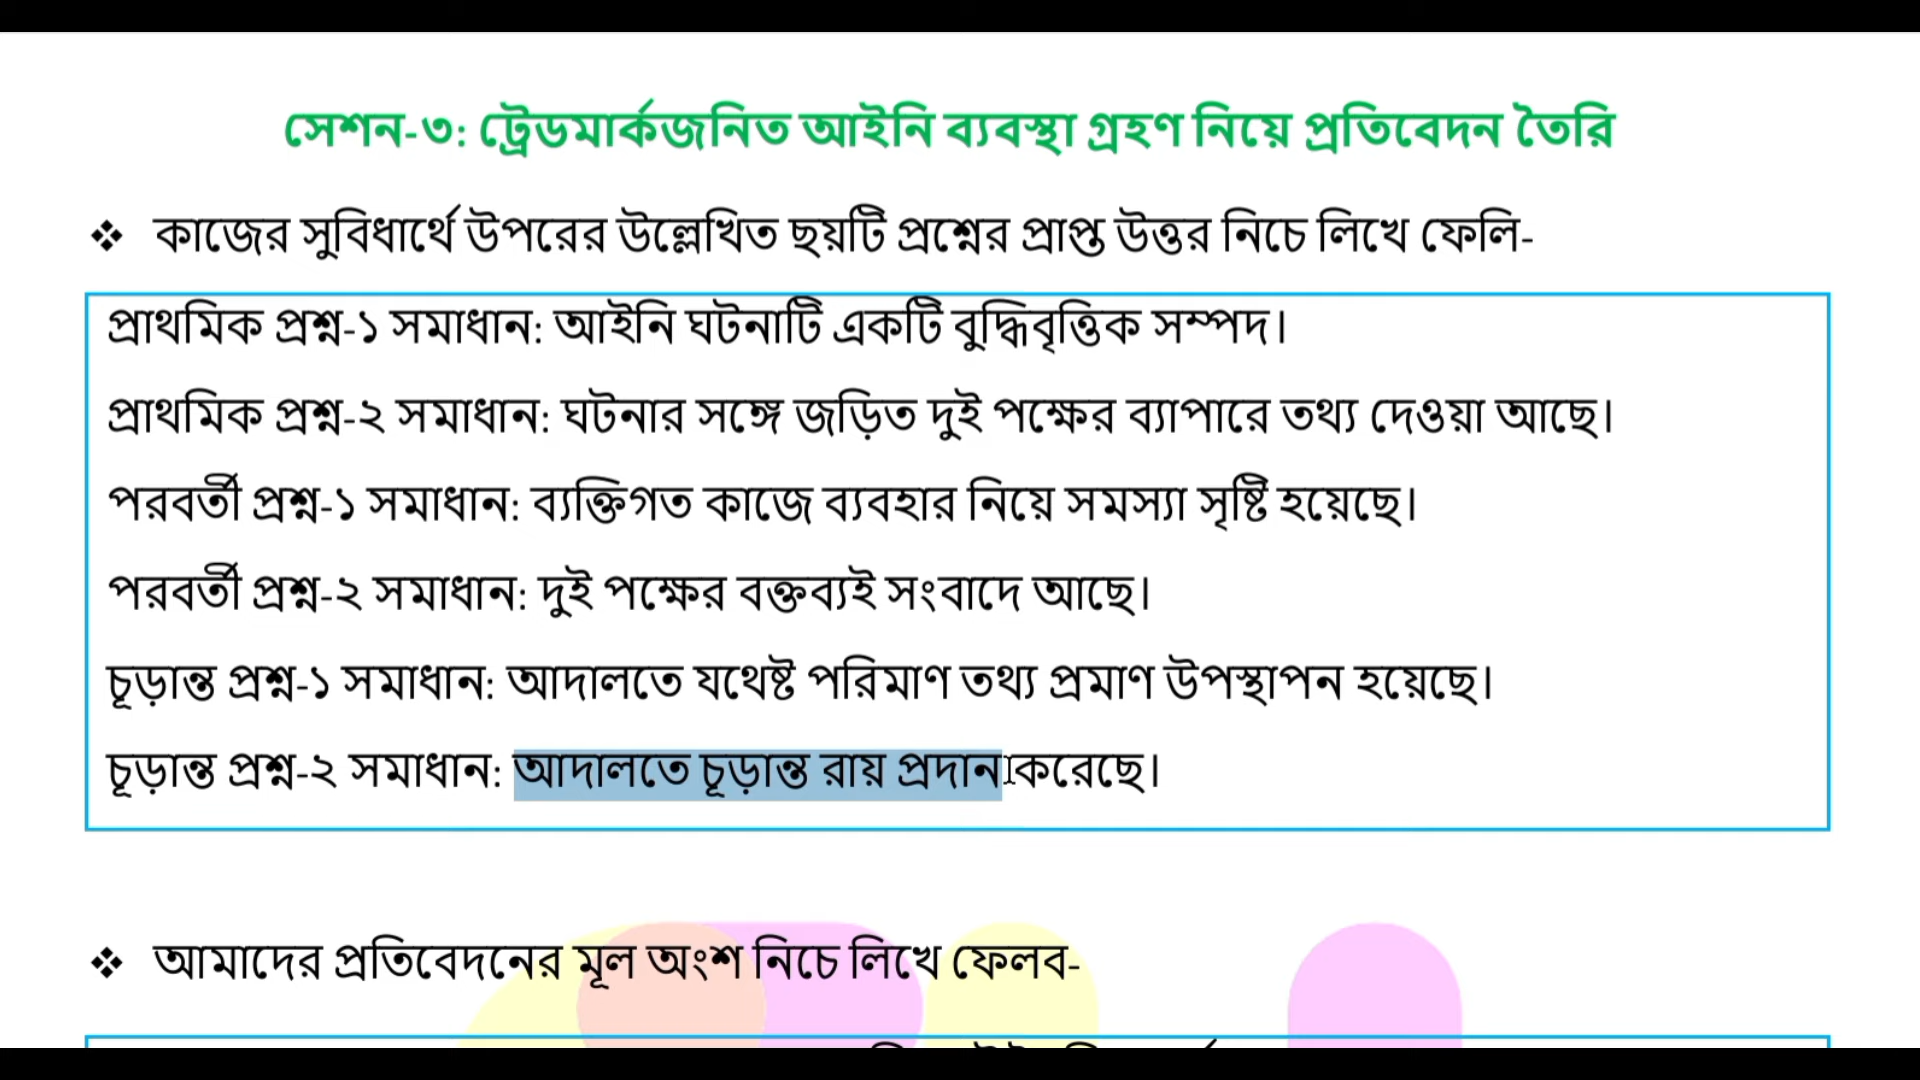 সেশন-৩: ট্রেডমার্কজনিত আইনি ব্যবস্থা গ্রহণ নিয়ে প্রতিবেদন তৈরি
❖ কাজের সুবিধার্থে উপরের উল্লেখিত ছয়টি প্রশ্নের প্রাপ্ত উত্তর নিচে লিখে ফেলি-
প্রাথমিক প্রশ্ন-১ সমাধান: আইনি ঘটনাটি একটি বুদ্ধিবৃত্তিক সম্পদ।
প্রাথমিক প্রশ্ন-২ সমাধান: ঘটনার সঙ্গে জড়িত দুই পক্ষের ব্যাপারে তথ্য দেওয়া আছে।
পরবর্তী প্রশ্ন-১ সমাধান: ব্যক্তিগত কাজে ব্যবহার নিয়ে সমস্যা সৃষ্টি হয়েছে।
পরবর্তী প্রশ্ন-২ সমাধান: দুই পক্ষের বক্তব্যই সংবাদে আছে।
চূড়ান্ত প্রশ্ন-১ সমাধান: আদালতে যথেষ্ট পরিমাণ তথ্য প্রমাণ উপস্থাপন হয়েছে।
চূড়ান্ত প্রশ্ন-২ সমাধান: আদালতে চূড়ান্ত রায় প্রদান করেছে।
❖ আমাদের প্রতিবেদনের মূল অংশ নিচে লিখে ফেলব-